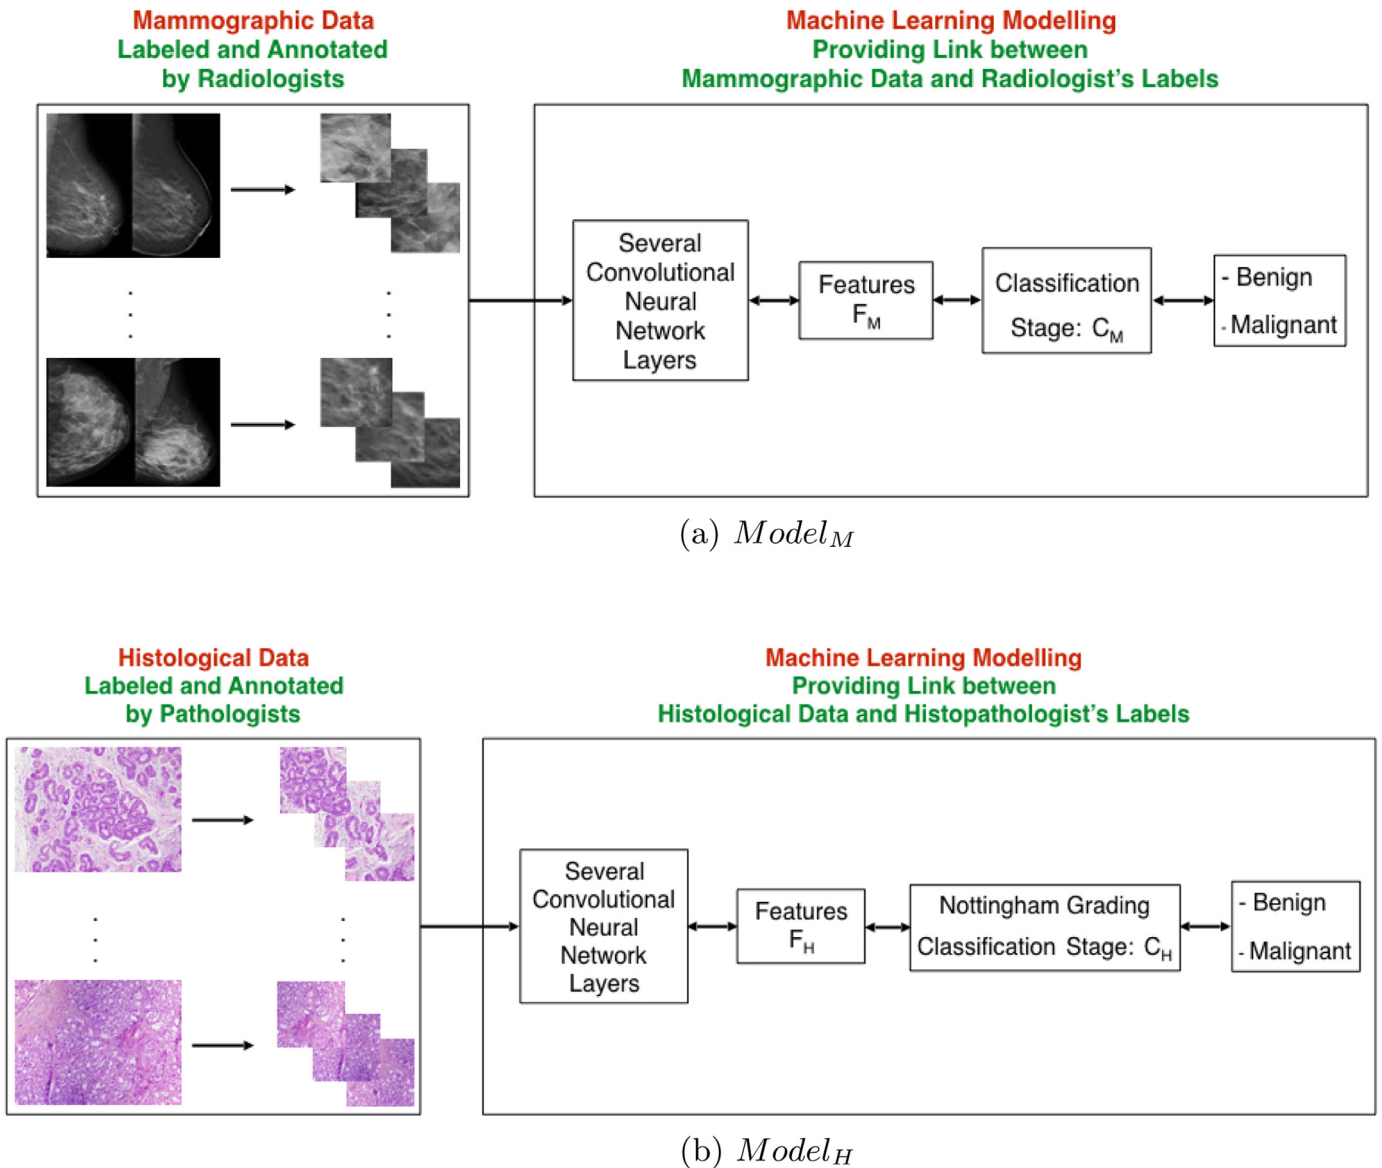 Mammographic Data
Labeled and Annotated
by Radiologists
Machine Learning Modelling
Providing Link between
Mammographic Data and Radiologist's Labels
Several
Convolutional
Neural
Network
Layers
Features
F_M
Classification
Stage: C_M
- Benign
- Malignant
(a) Model_M
Histological Data
Labeled and Annotated
by Pathologists
Machine Learning Modelling
Providing Link between
Histological Data and Histopathologist's Labels
Several
Convolutional
Neural
Network
Layers
Features
F_H
Nottingham Grading
Classification Stage: C_H
- Benign
- Malignant
(b) Model_H